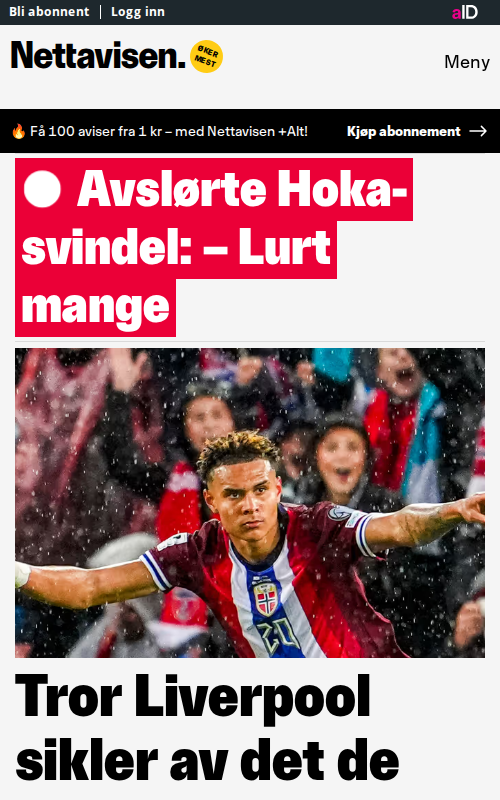 Bli abonnent | Logg inn
aID
Nettavisen.
ØKER
MEST
Meny
Få 100 aviser fra 1 kr – med Nettavisen +Alt!
Kjøp abonnement →
Avslørte Hoka-
svindel: – Lurt
mange
20
Tror Liverpool
sikler av det de